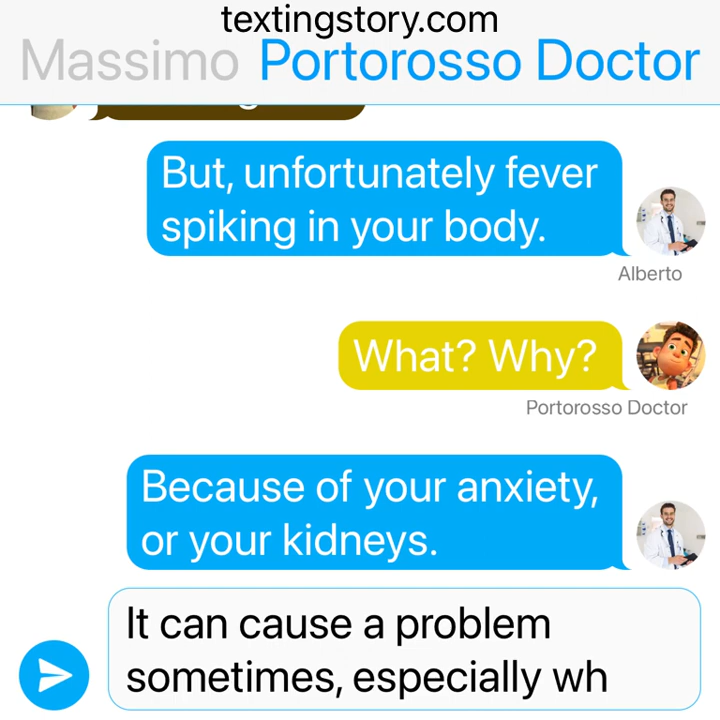 textingstory.com
Massimo Portorosso Doctor
But, unfortunately fever
spiking in your body.
Alberto
What? Why?
Portorosso Doctor
Because of your anxiety,
or your kidneys.
It can cause a problem
sometimes, especially wh